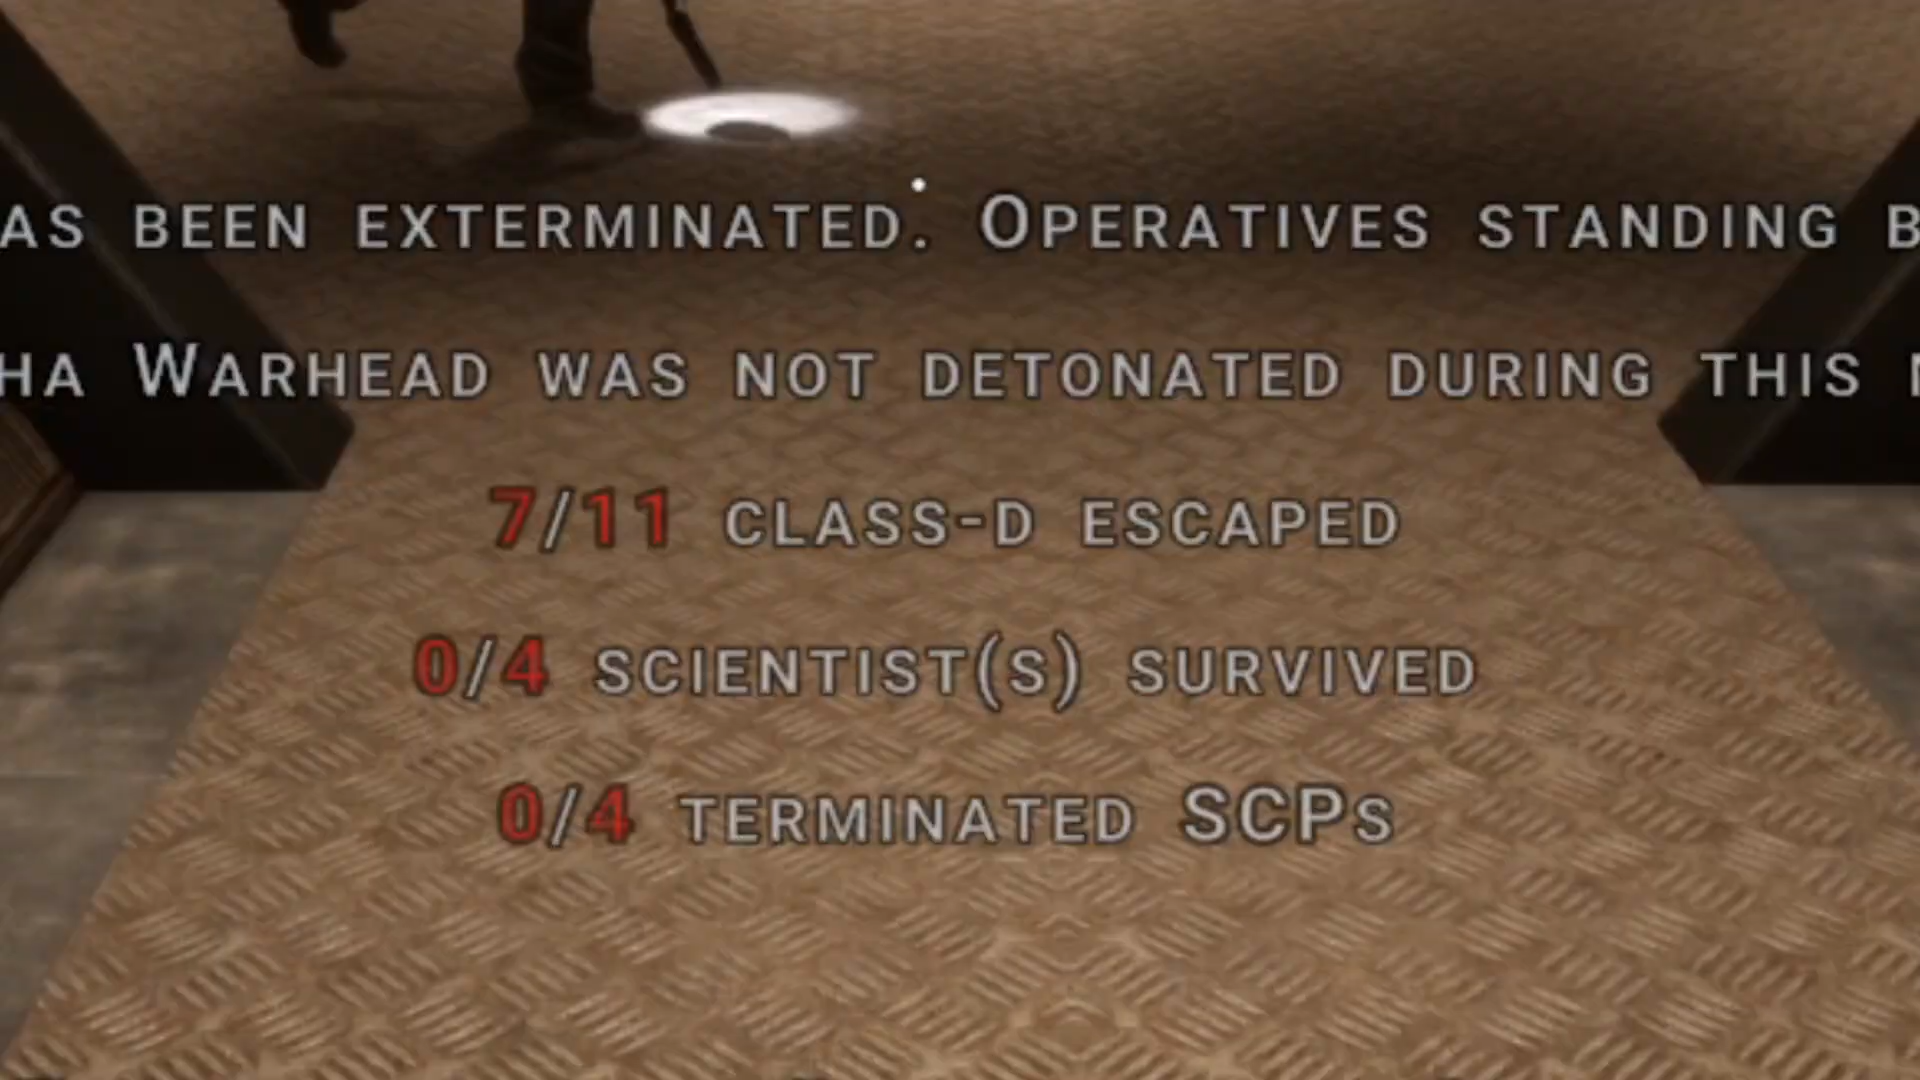 AS BEEN EXTERMINATED. OPERATIVES STANDING B
HA WARHEAD WAS NOT DETONATED DURING THIS
7/11 CLASS-D ESCAPED
0/4 SCIENTIST(S) SURVIVED
0/4 TERMINATED SCPS